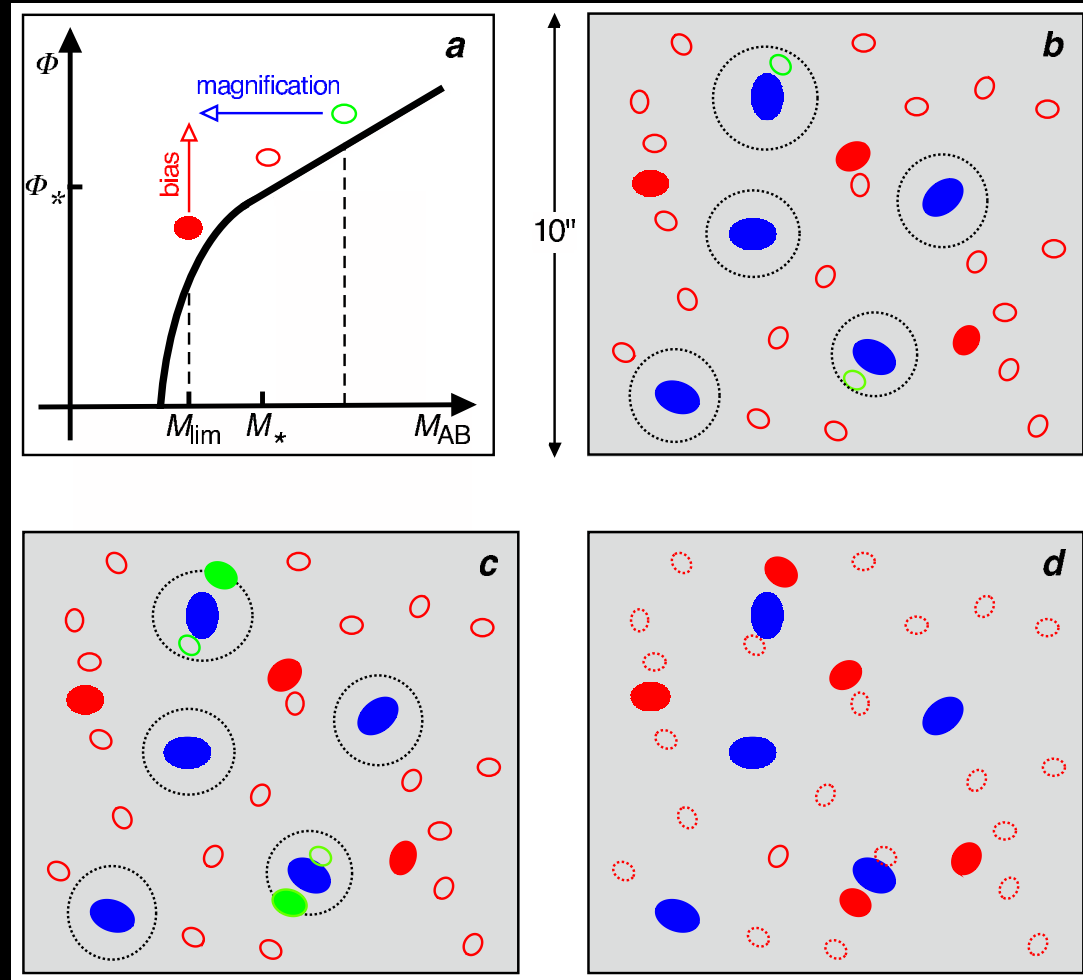 a
Φ
magnification
bias
Φ*
Mlim
M*
MAB
10"
b
c
d